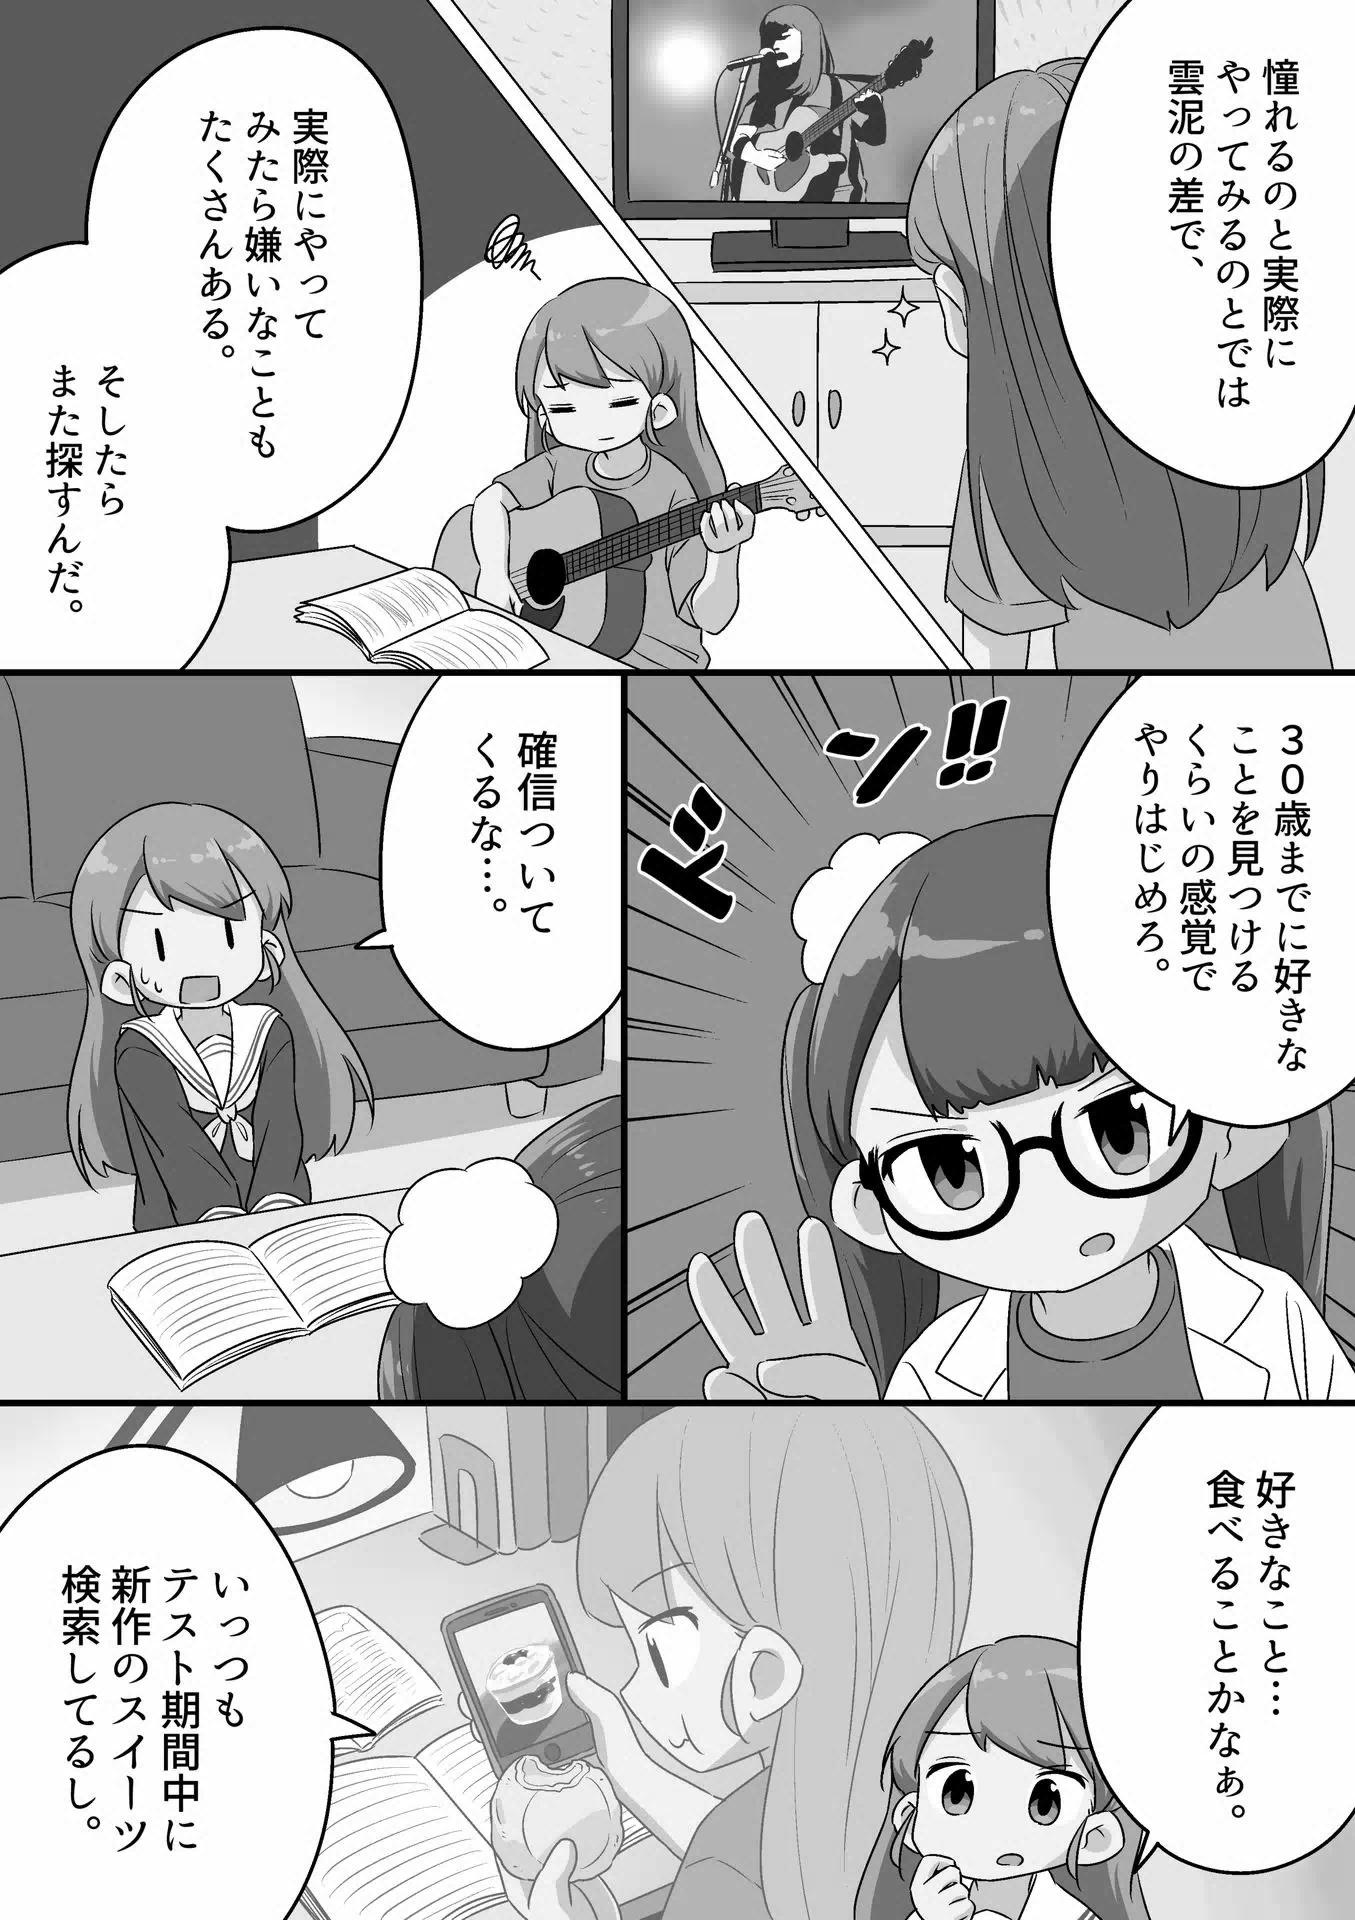 憧れるのと実際に
やってみるのとでは
雲泥の差で、
実際にやって
みたら嫌いなことも
たくさんある。
そしたら
また探すんだ。
30歳までに好きな
ことを見つける
くらいの感覚で
やりはじめろ。
ドン!!
確信ついて
くるな…。
好きなこと…
食べることかなぁ。
いっつも
テスト期間中に
新作のスイーツ
検索してるし。